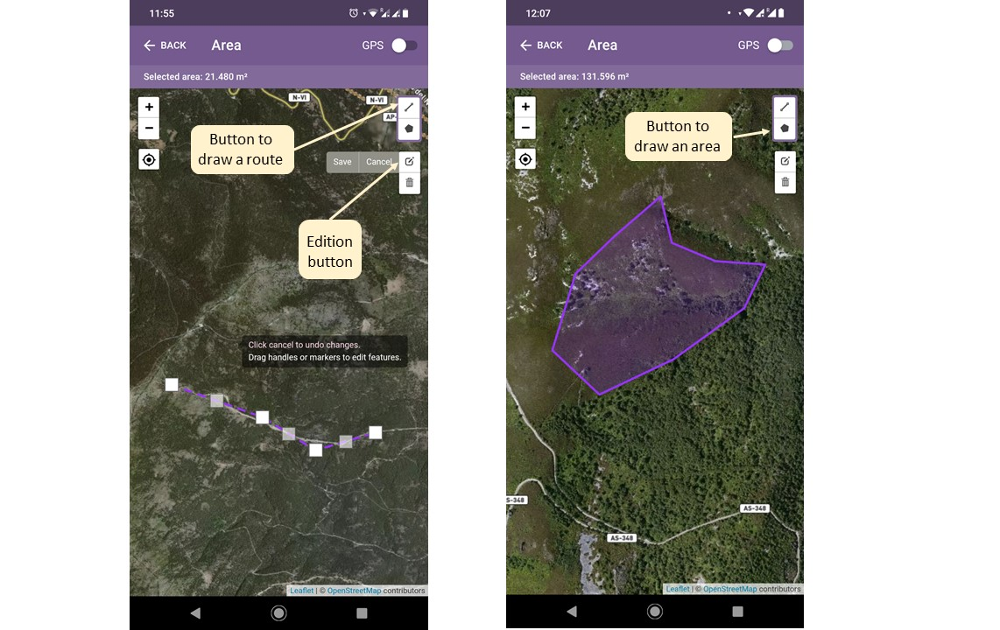 11:55
R
BACK
Area
GPS
Selected area: 21.480 m²
N-VI
N-VI
AP-
+
−
Button to
draw a route
Save
Cancel
Edition
button
Click cancel to undo changes.
Drag handles or markers to edit features.
Leaflet | © OpenStreetMap contributors
12:07
R
BACK
Area
GPS
Selected area: 131.596 m²
+
−
Button to
draw an area
S-348
AS-348
AS-348
Leaflet | © OpenStreetMap contributors